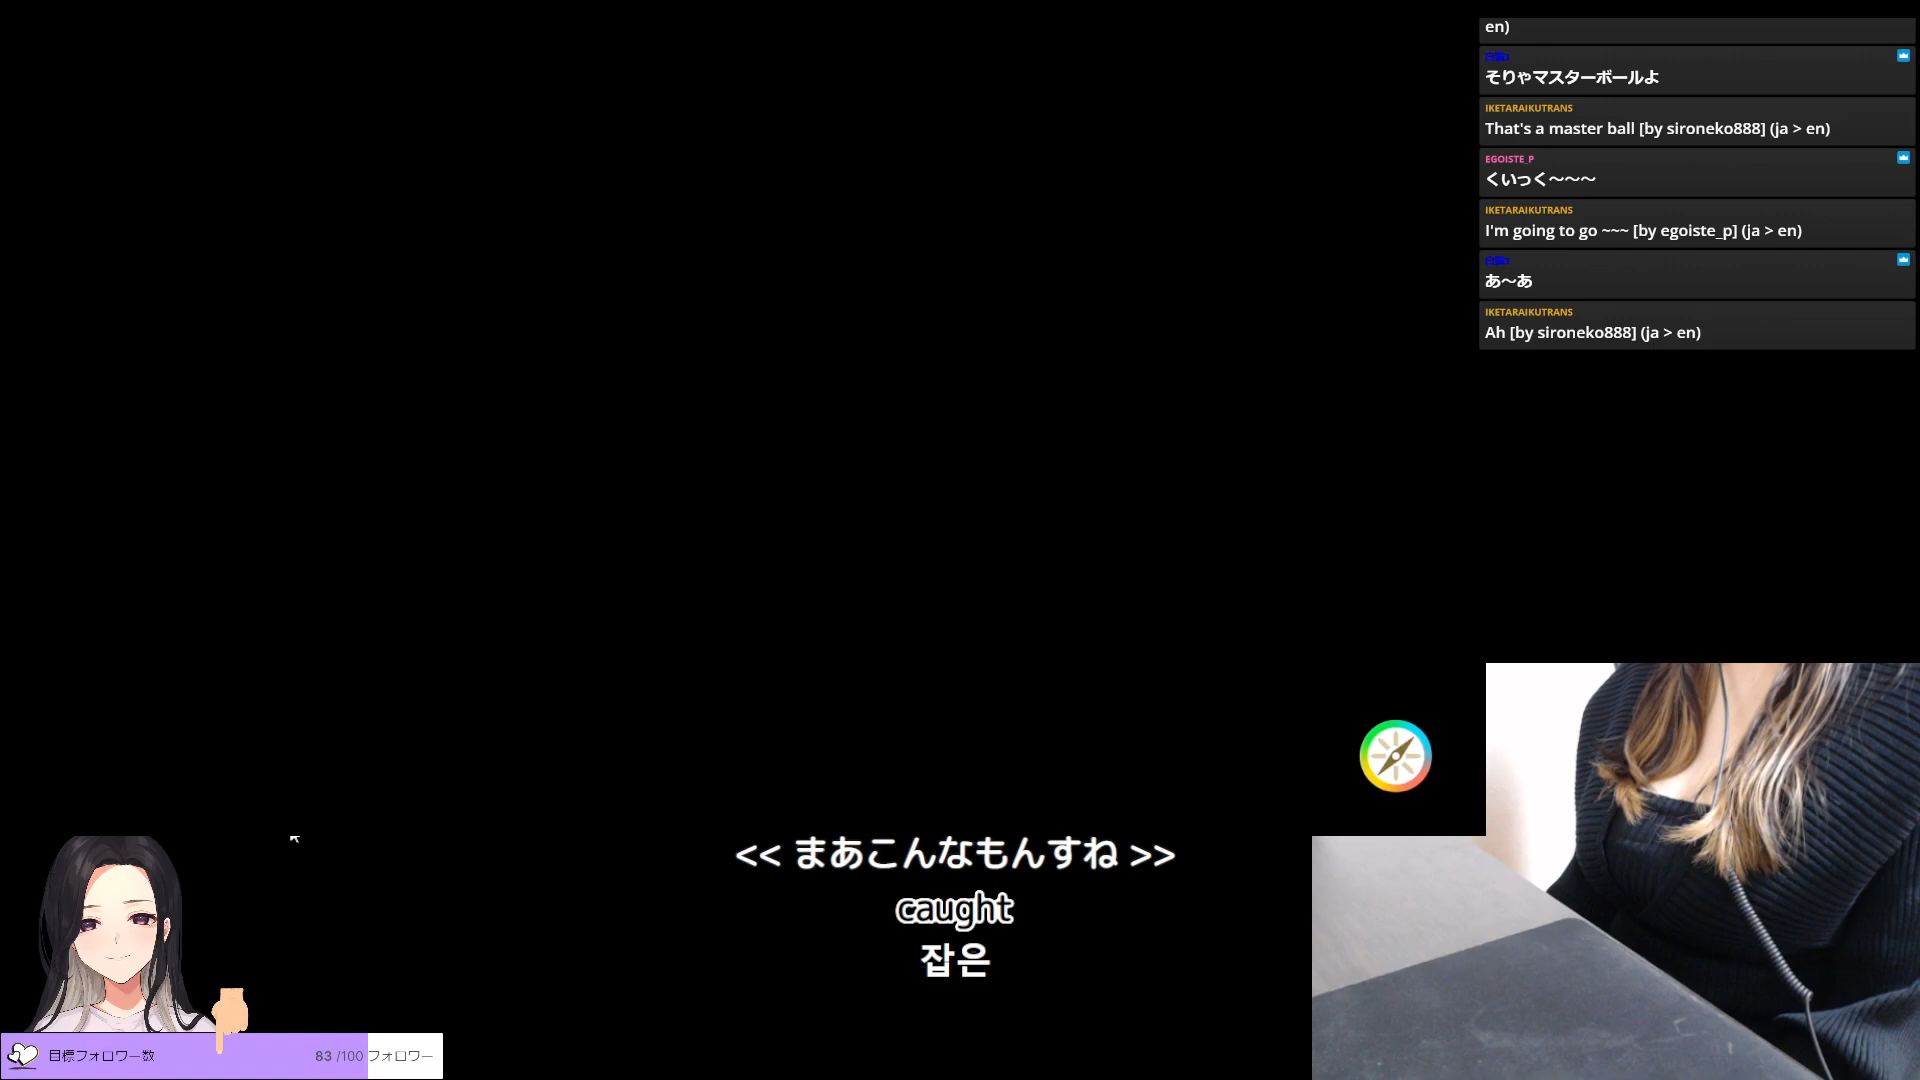 en)
そりゃマスターボールよ
IKETARAIKUTRANS
That's a master ball [by sironeko888] (ja > en)
EGOISTE_P
くいっく～～～
IKETARAIKUTRANS
I'm going to go ~~~ [by egoiste_p] (ja > en)
あ～あ
IKETARAIKUTRANS
Ah [by sironeko888] (ja > en)
<< まあこんなもんすね >>
caught
잡은
目標フォロワー数 83 /100 フォロワー